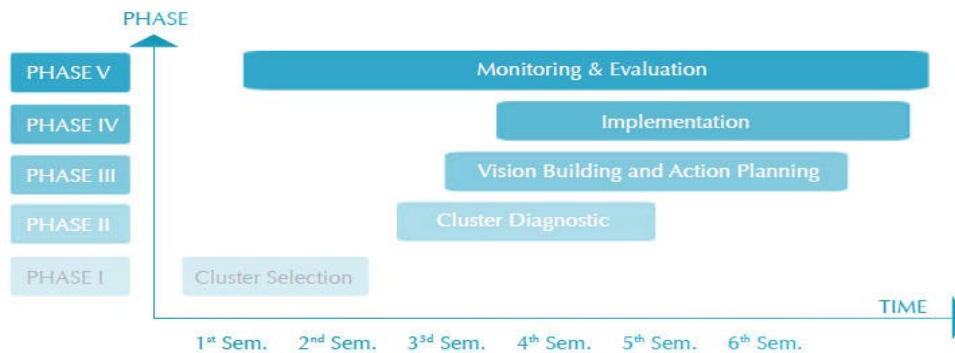 PHASE
PHASE V Monitoring & Evaluation
PHASE IV Implementation
PHASE III Vision Building and Action Planning
PHASE II Cluster Diagnostic
PHASE I Cluster Selection
TIME
1st Sem. 2nd Sem. 33d Sem. 4th Sem. 5th Sem. 6th Sem.